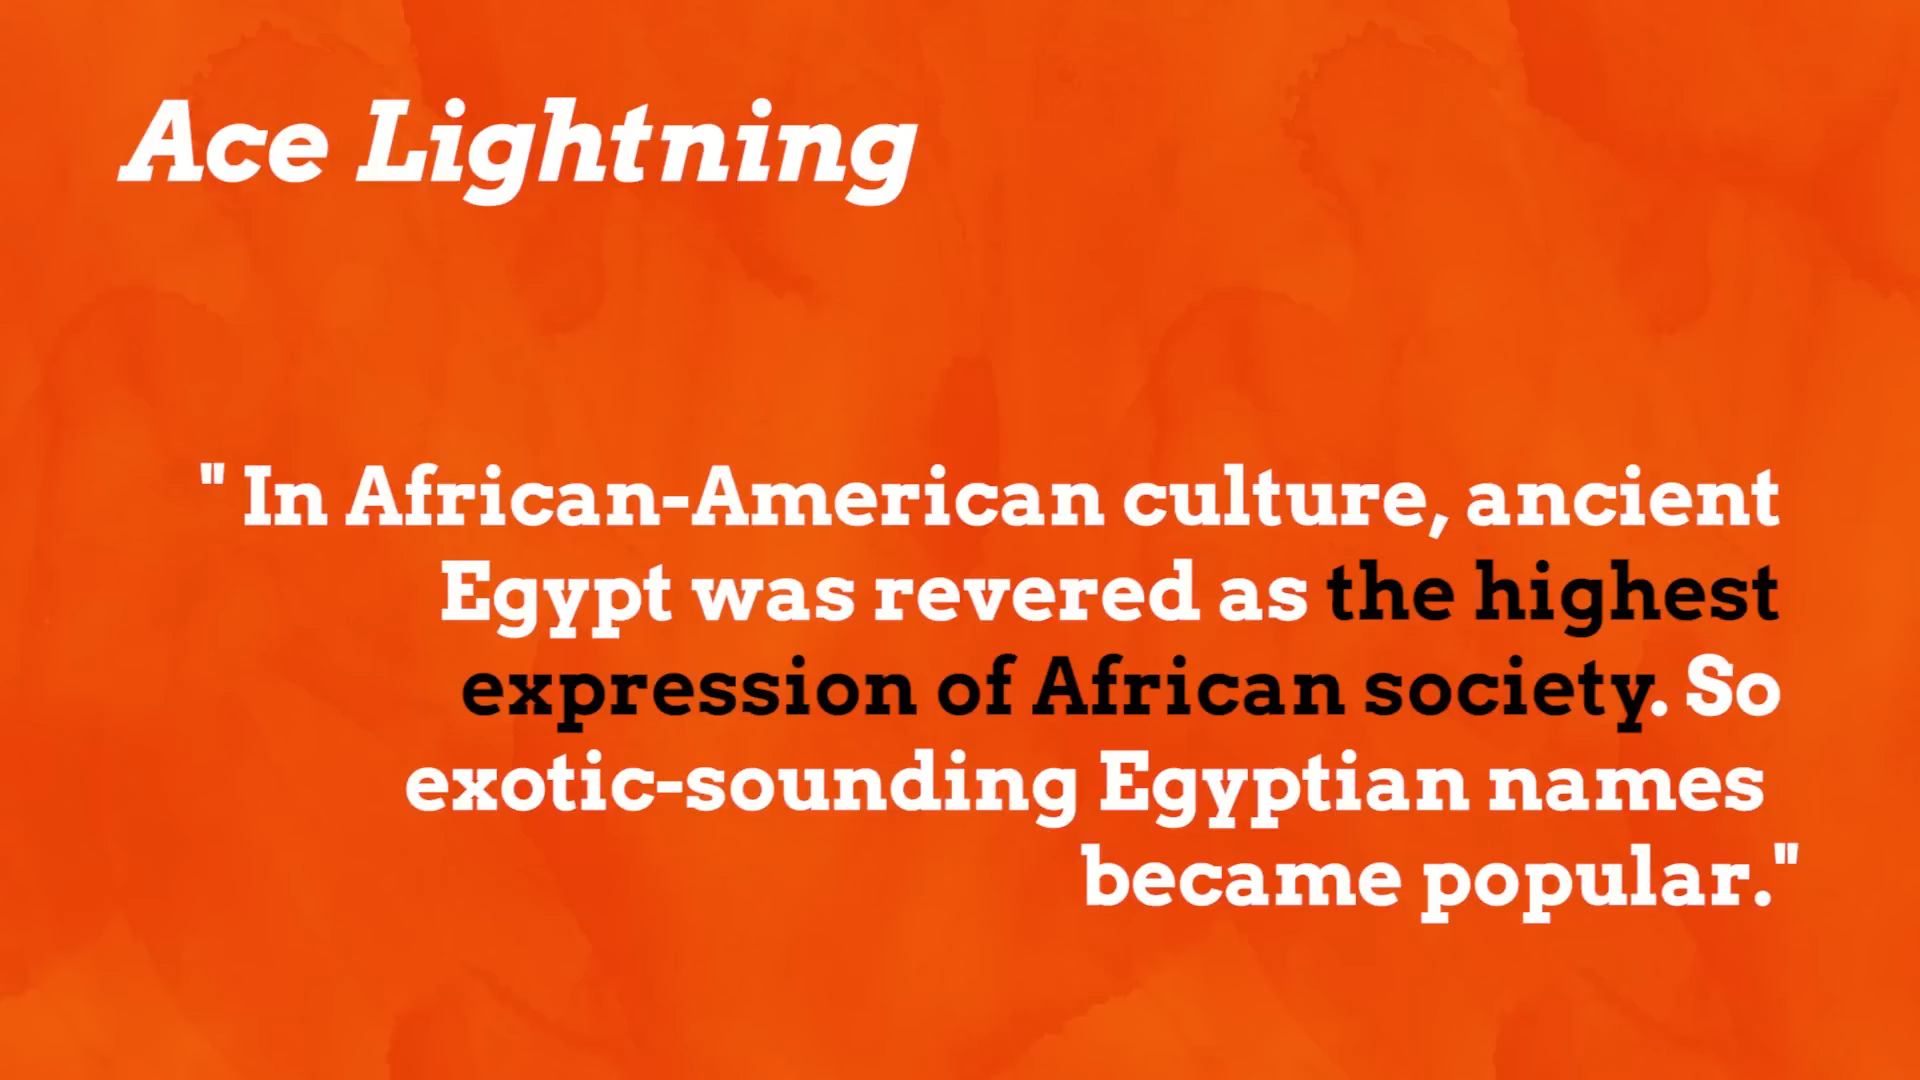 Ace Lightning
" In African-American culture, ancient
Egypt was revered as the highest
expression of African society. So
exotic-sounding Egyptian names
became popular."